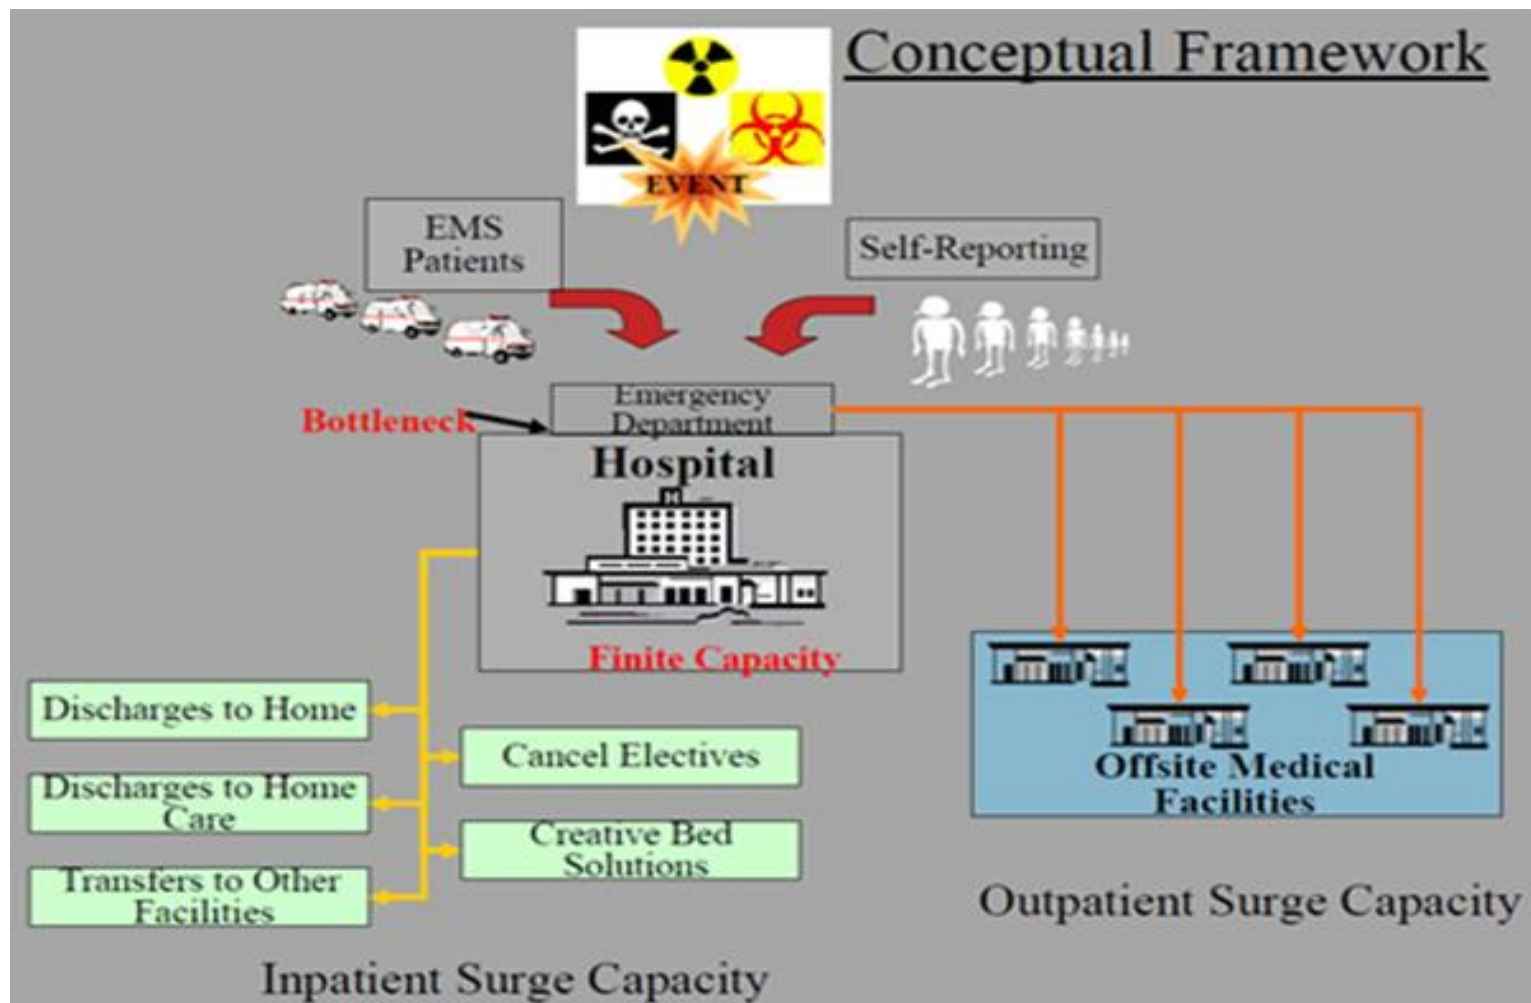 Conceptual Framework
EVENT
EMS
Patients
Self-Reporting
Emergency
Department
Bottleneck
Hospital
H
Finite Capacity
Discharges to Home
Cancel Electives
Discharges to Home
Care
Creative Bed
Solutions
Transfers to Other
Facilities
Offsite Medical
Facilities
Outpatient Surge Capacity
Inpatient Surge Capacity